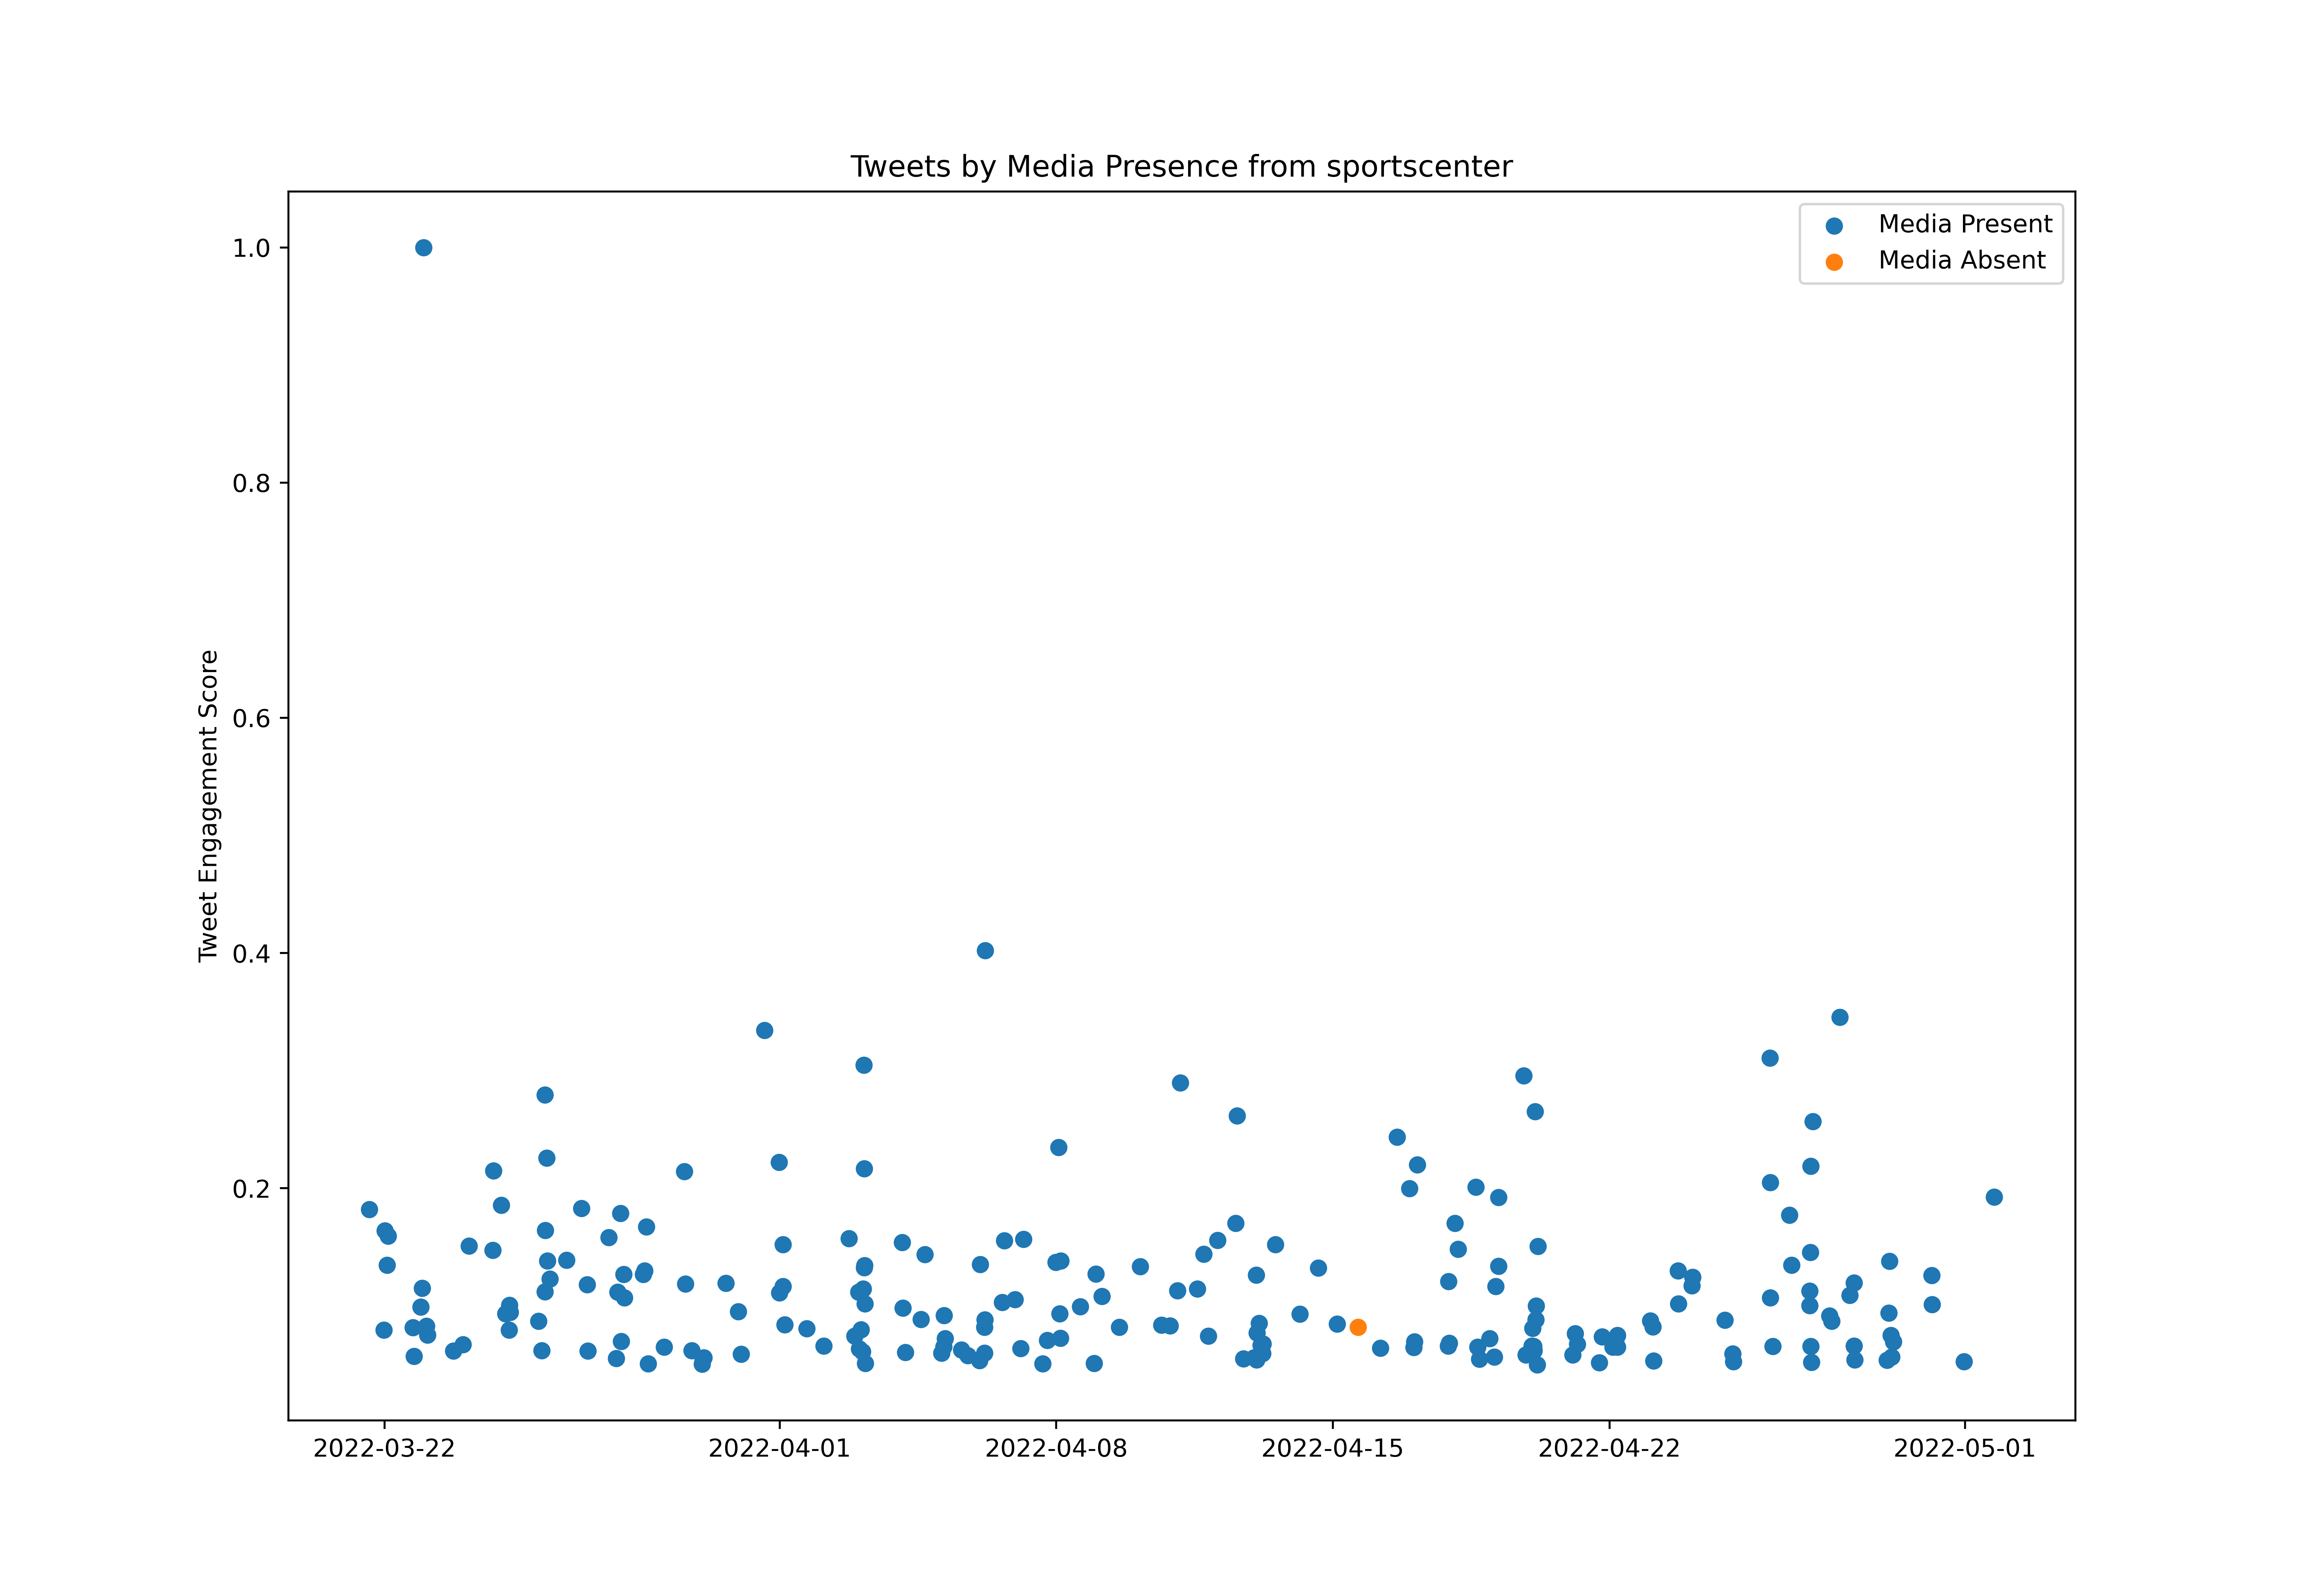 Tweets by Media Presence from sportscenter
Media Present
Media Absent
1.0
0.8
0.6
0.4
0.2
Tweet Engagement Score
2022-03-22
2022-04-01
2022-04-08
2022-04-15
2022-04-22
2022-05-01